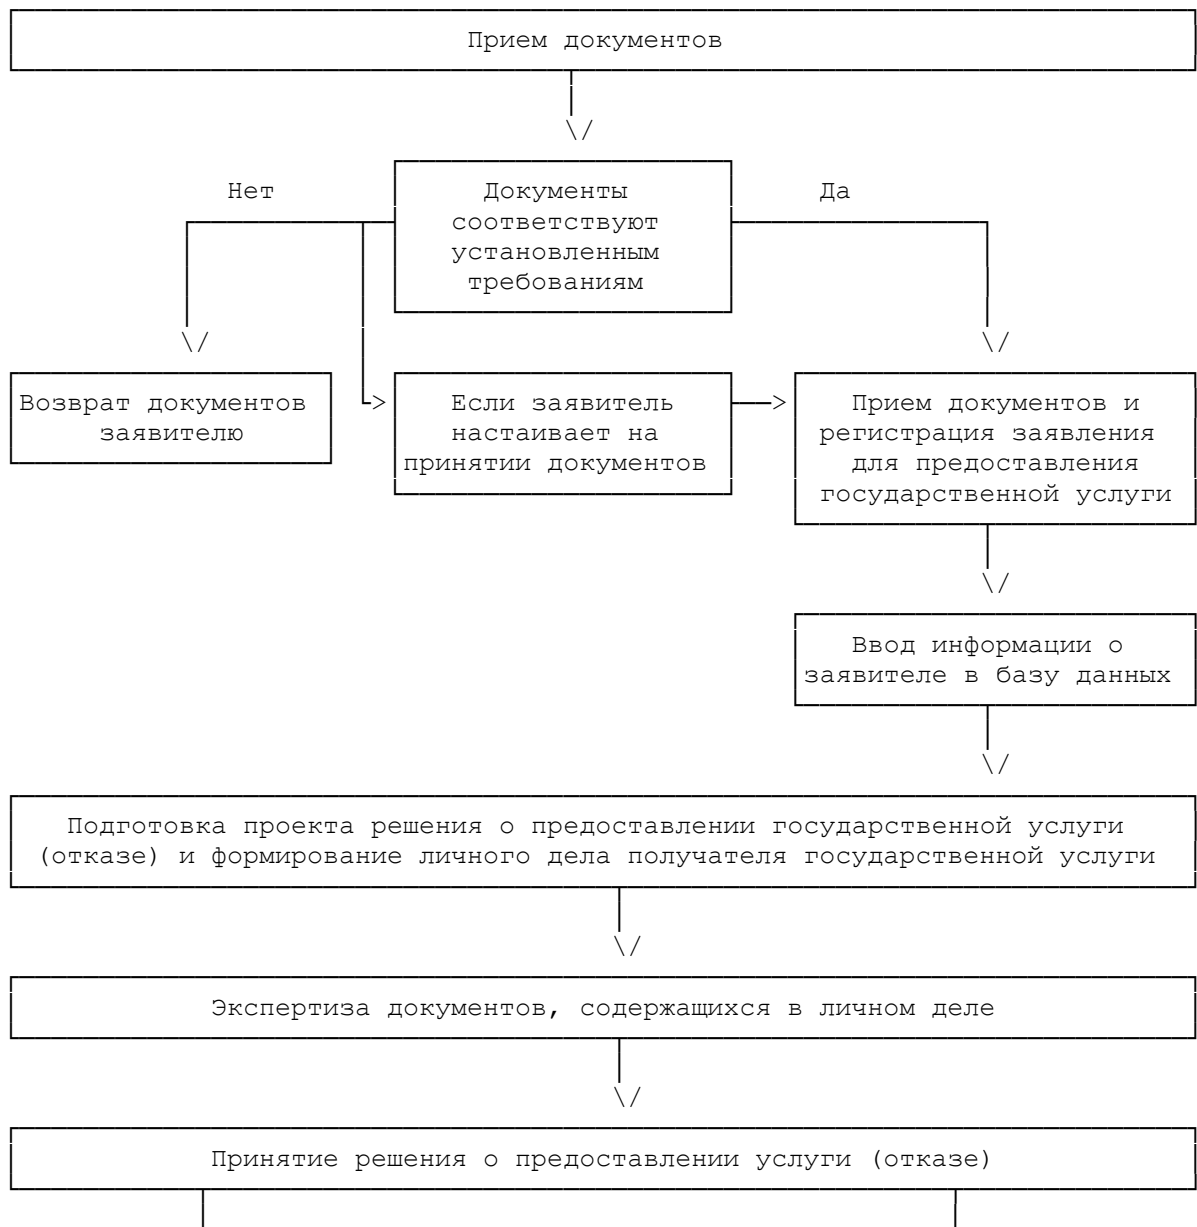 Прием документов
Нет
Документы
соответствуют
установленным
требованиям
Да
Возврат документов
заявителю
Если заявитель
настаивает на
принятии документов
Прием документов и
регистрация заявления
для предоставления
государственной услуги
Ввод информации о
заявителе в базу данных
Подготовка проекта решения о предоставлении государственной услуги
(отказе) и формирование личного дела получателя государственной услуги
Экспертиза документов, содержащихся в личном деле
Принятие решения о предоставлении услуги (отказе)